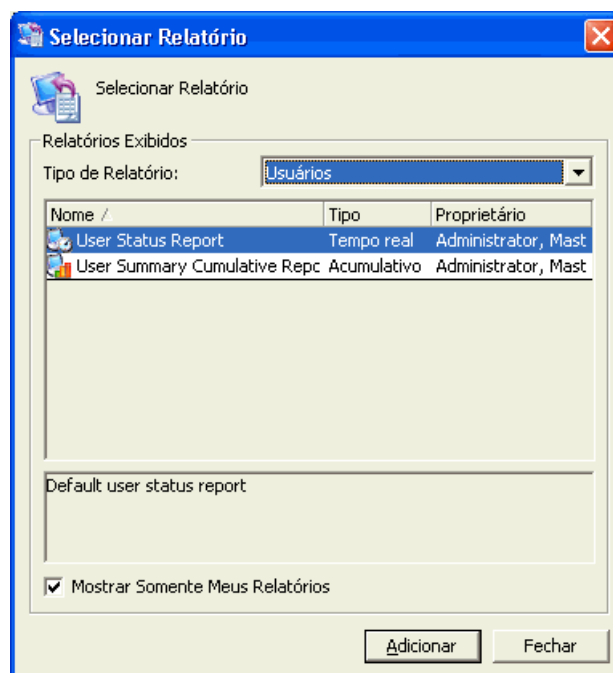 Selecionar Relatório
Selecionar Relatório
Relatórios Exibidos
Tipo de Relatório: Usuários
Nome Tipo Proprietário
User Status Report Tempo real Administrator, Mast
User Summary Cumulative Repc Acumulativo Administrator, Mast
Default user status report
Mostrar Somente Meus Relatórios
Adicionar Fechar